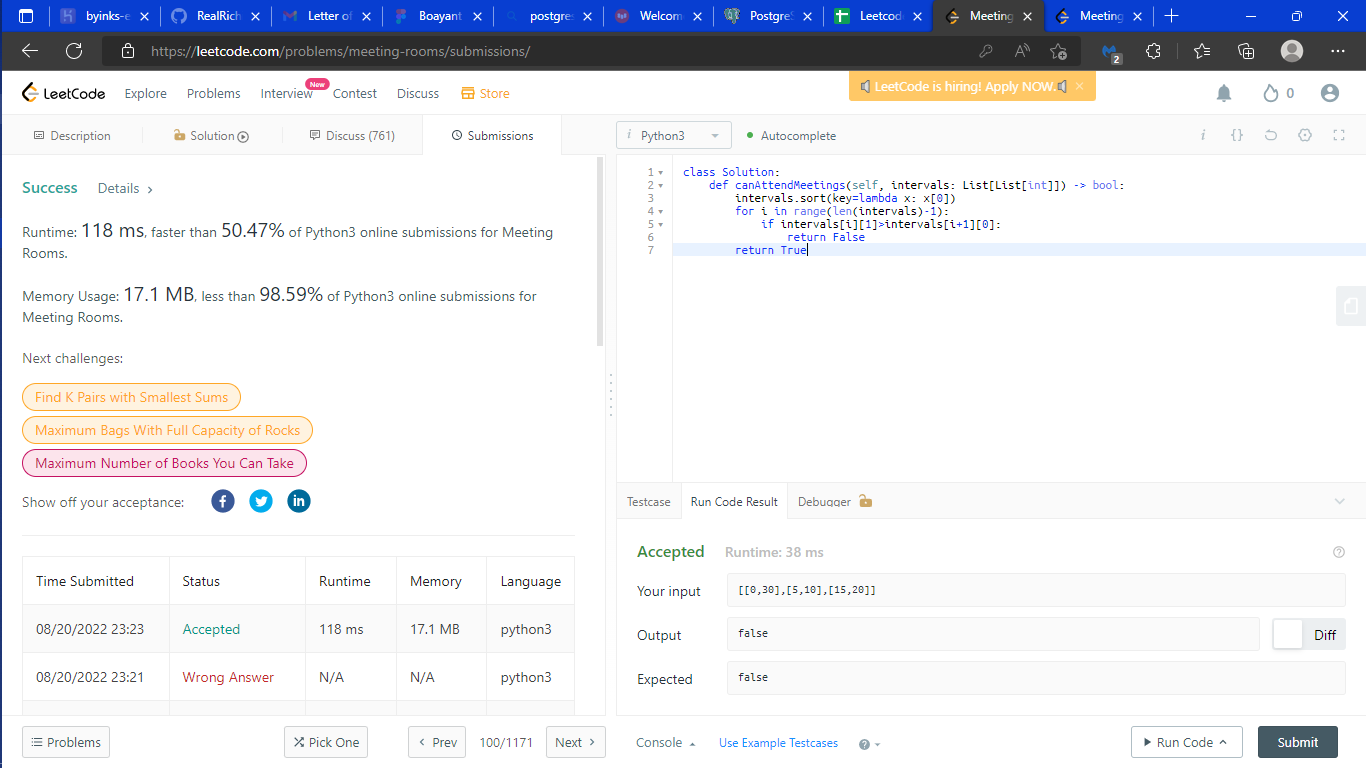 byinks-e
RealRich
Letter of
Boayant
postgre
Welcom
PostgreS
Leetcod
Meeting
Meeting
https://leetcode.com/problems/meeting-rooms/submissions/
2
LeetCode
Explore
Problems
Interview
New
Contest
Discuss
Store
LeetCode is hiring! Apply NOW.
0
Description
Solution
Discuss (761)
Submissions
i Python3
Autocomplete
Success
Details
Runtime: 118 ms, faster than 50.47% of Python3 online submissions for Meeting
Rooms.
Memory Usage: 17.1 MB, less than 98.59% of Python3 online submissions for
Meeting Rooms.
Next challenges:
Find K Pairs with Smallest Sums
Maximum Bags With Full Capacity of Rocks
Maximum Number of Books You Can Take
Show off your acceptance:
Time Submitted Status Runtime Memory Language
08/20/2022 23:23 Accepted 118 ms 17.1 MB python3
08/20/2022 23:21 Wrong Answer N/A N/A python3
1 class Solution:
2 def canAttendMeetings(self, intervals: List[List[int]]) -> bool:
3 intervals.sort(key=lambda x: x[0])
4 for i in range(len(intervals)-1):
5 if intervals[i][1]>intervals[i+1][0]:
6 return False
7 return True
Testcase
Run Code Result
Debugger
Accepted
Runtime: 38 ms
Your input
[[0,30],[5,10],[15,20]]
Output
false
Diff
Expected
false
Problems
Pick One
Prev
100/1171
Next
Console
Use Example Testcases
Run Code
Submit